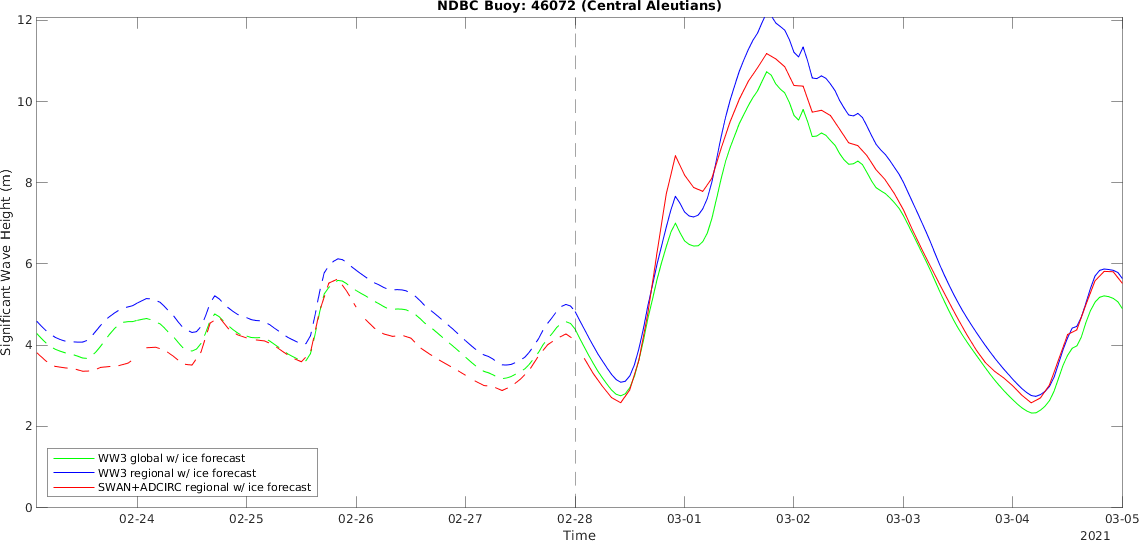 NDBC Buoy: 46072 (Central Aleutians)
Significant Wave Height (m)
12
10
8
6
4
2
0
WW3 global w/ ice forecast
WW3 regional w/ ice forecast
SWAN+ADCIRC regional w/ ice forecast
02-24 02-25 02-26 02-27 02-28 03-01 03-02 03-03 03-04 03-05
Time
2021